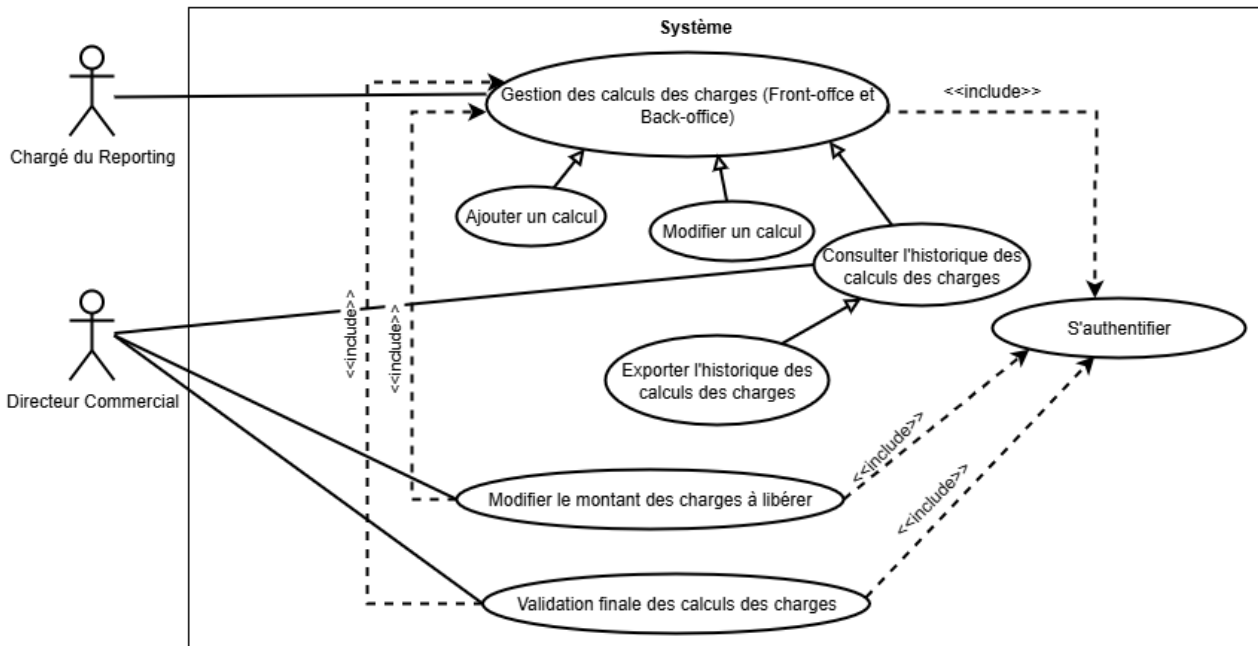 Système
Gestion des calculs des charges (Front-offce et
Back-office)
<<include>>
Chargé du Reporting
Ajouter un calcul
Modifier un calcul
Consulter l'historique des
calculs des charges
<<include>>
<<include>>
S'authentifier
Exporter l'historique des
calculs des charges
Directeur Commercial
<<include>>
Modifier le montant des charges à libérer
<<include>>
Validation finale des calculs des charges